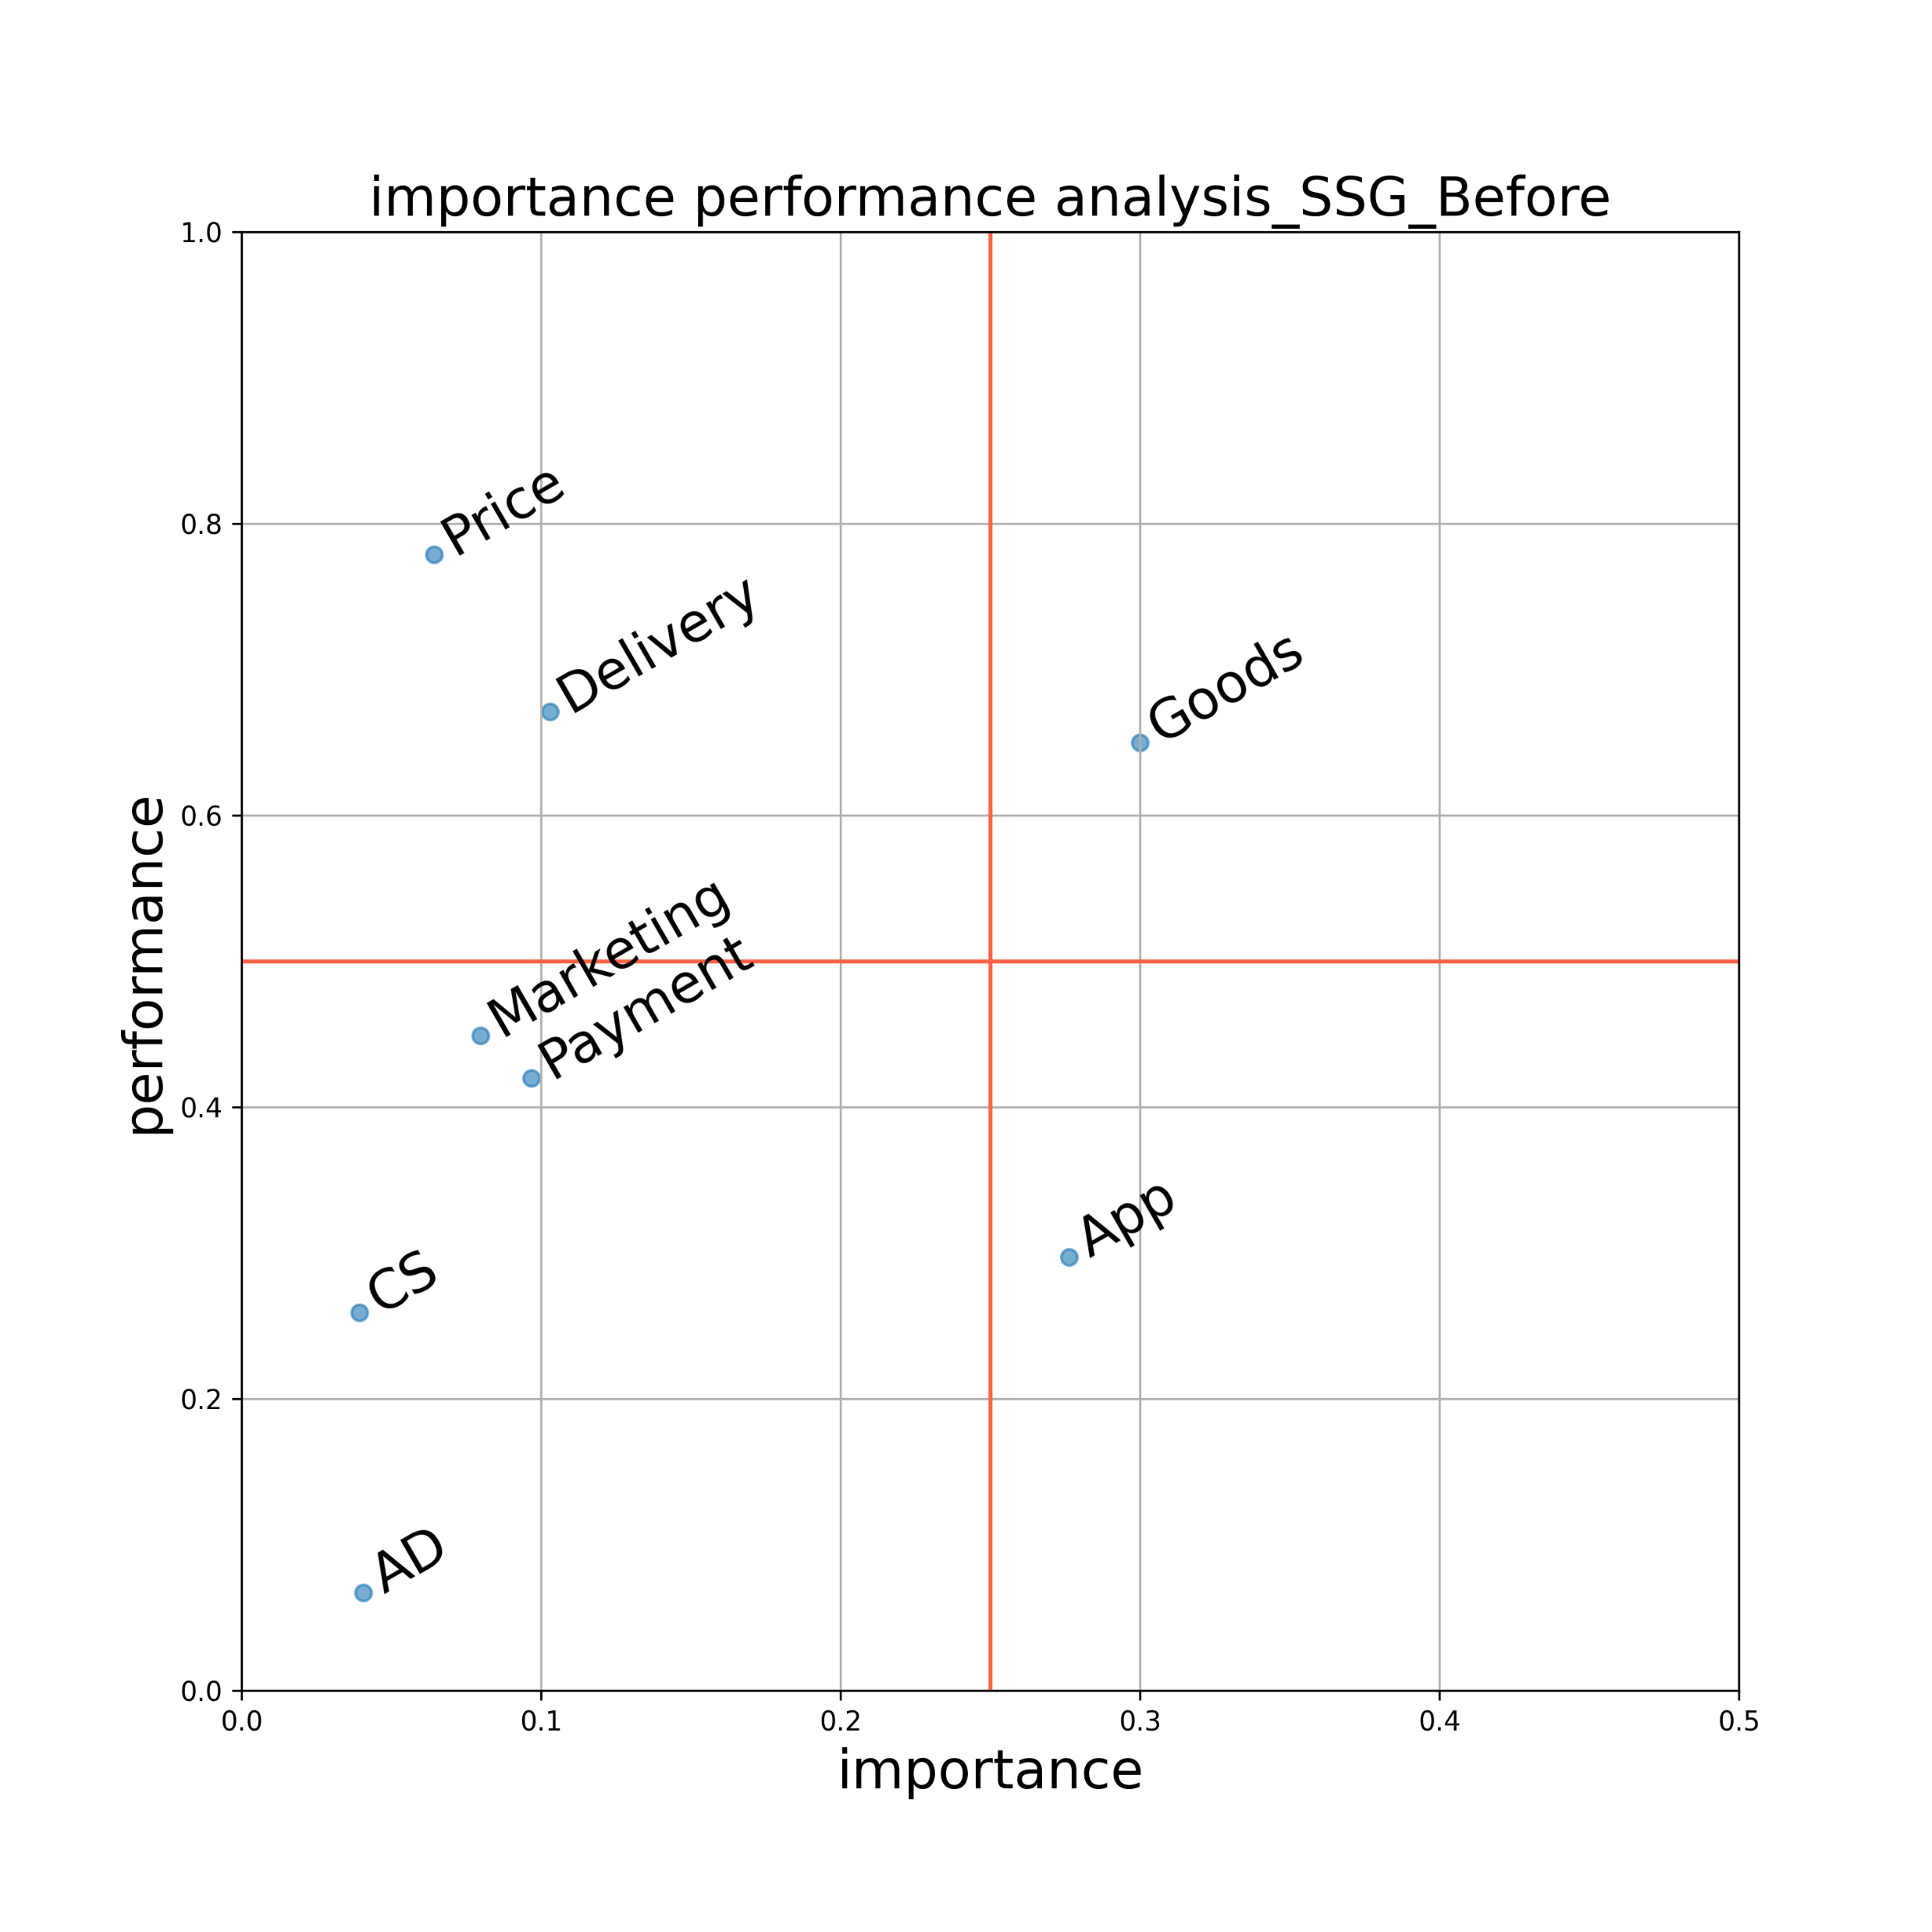 importance performance analysis_SSG_Before
1.0
0.8
0.6
0.4
0.2
0.0
performance
Price
Delivery
Goods
Marketing
Payment
App
CS
AD
0.0 0.1 0.2 0.3 0.4 0.5
importance